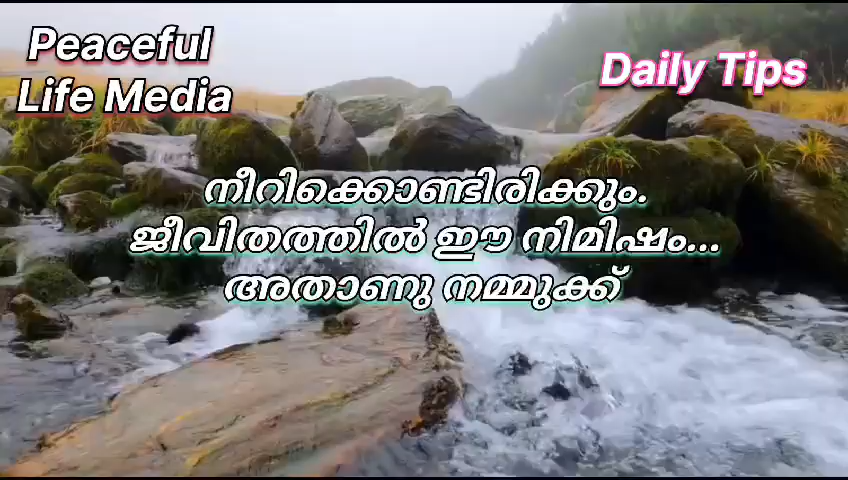 Peaceful
Life Media
Daily Tips
നീറിക്കൊണ്ടിരിക്കും.
ജീവിതത്തിൽ ഈ നിമിഷം...
അതാണു നമ്മുക്ക്